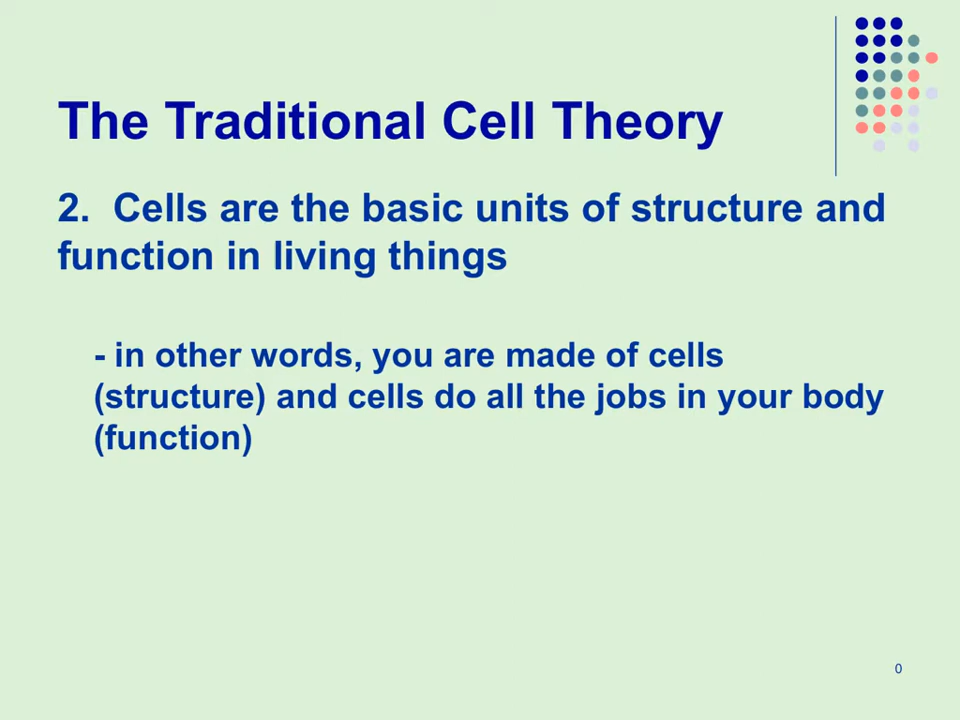 The Traditional Cell Theory
2.  Cells are the basic units of structure and
function in living things
- in other words, you are made of cells
(structure) and cells do all the jobs in your body
(function)
0